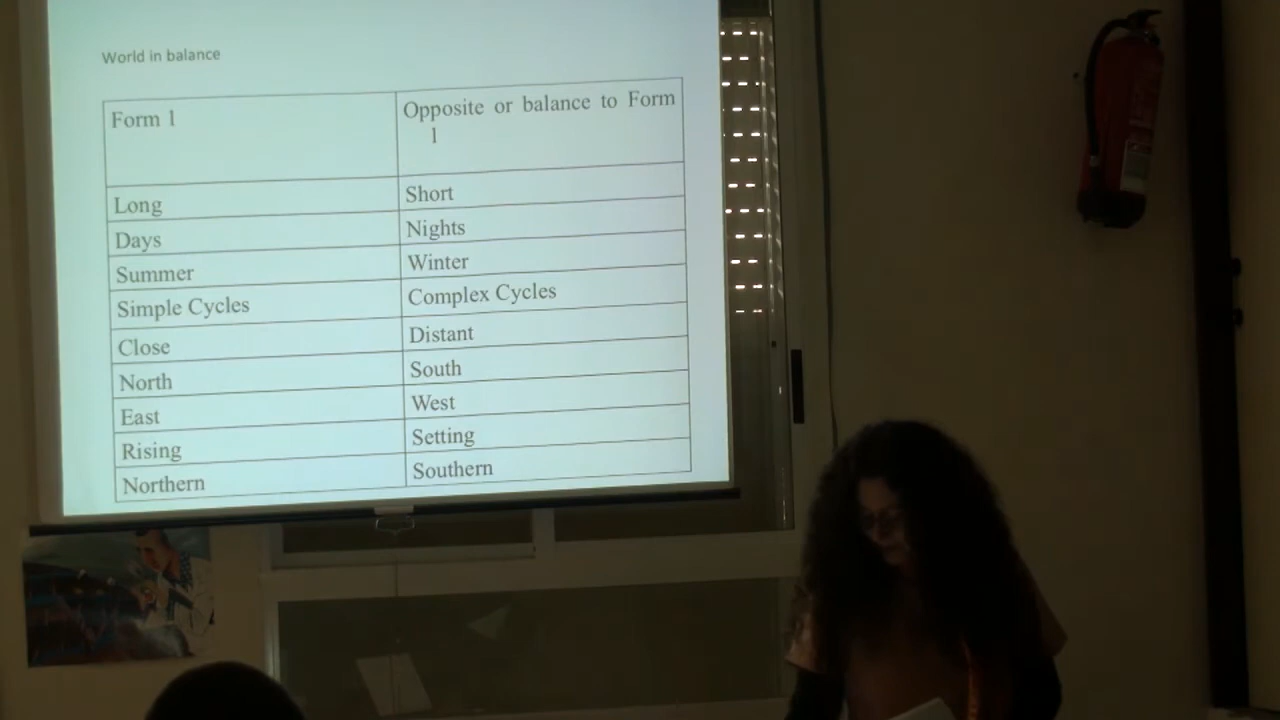 World in balance
Form 1
Opposite or balance to Form
1
Long
Short
Days
Nights
Summer
Winter
Simple Cycles
Complex Cycles
Close
Distant
North
South
East
West
Rising
Setting
Northern
Southern